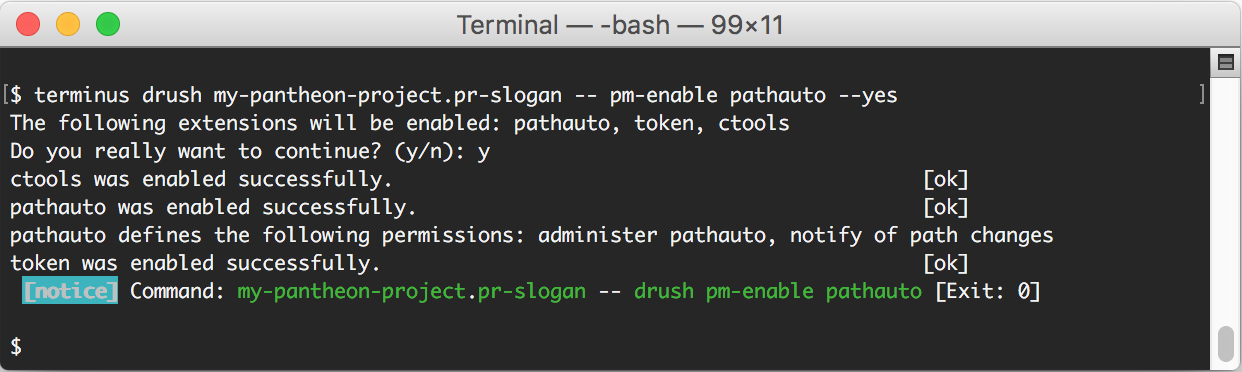 Terminal — -bash — 99×11
[$ terminus drush my-pantheon-project.pr-slogan -- pm-enable pathauto --yes ]
The following extensions will be enabled: pathauto, token, ctools
Do you really want to continue? (y/n): y
ctools was enabled successfully. [ok]
pathauto was enabled successfully. [ok]
pathauto defines the following permissions: administer pathauto, notify of path changes
token was enabled successfully. [ok]
[notice] Command: my-pantheon-project.pr-slogan -- drush pm-enable pathauto [Exit: 0]
$